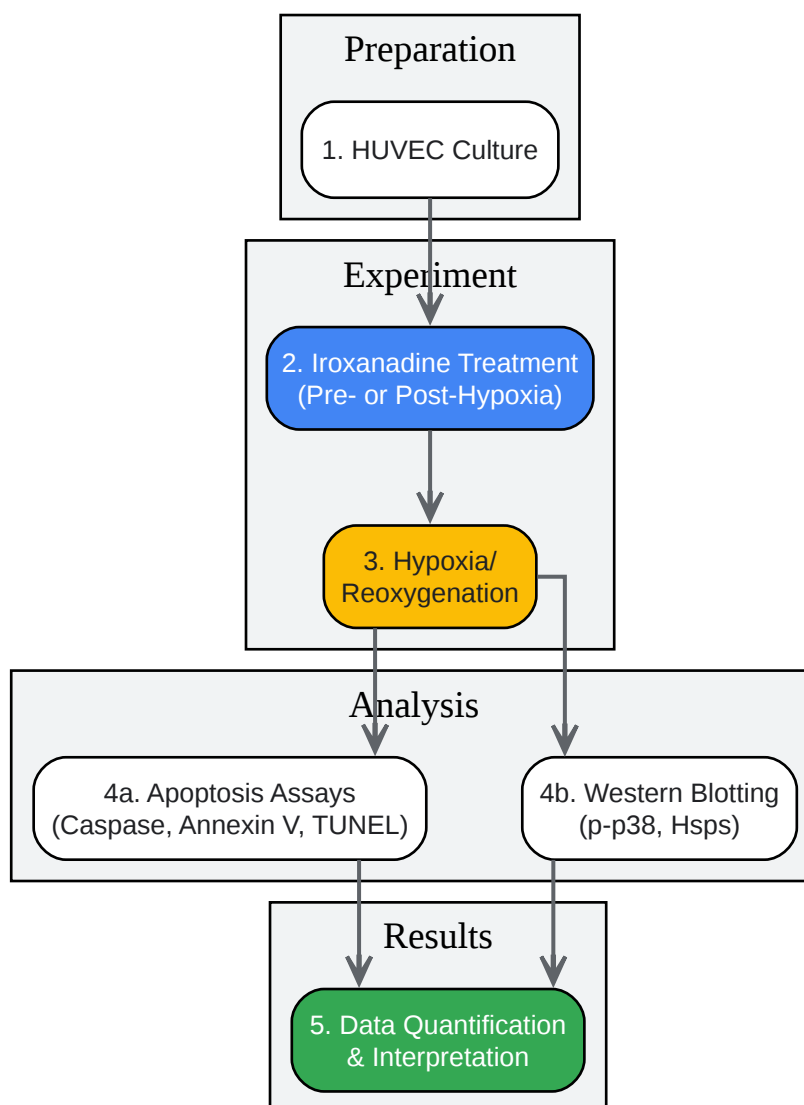 Preparation
1. HUVEC Culture
Experiment
2. Iroxanadine Treatment
(Pre- or Post-Hypoxia)
3. Hypoxia/
Reoxygenation
Analysis
4a. Apoptosis Assays
(Caspase, Annexin V, TUNEL)
4b. Western Blotting
(p-p38, Hsps)
Results
5. Data Quantification
& Interpretation